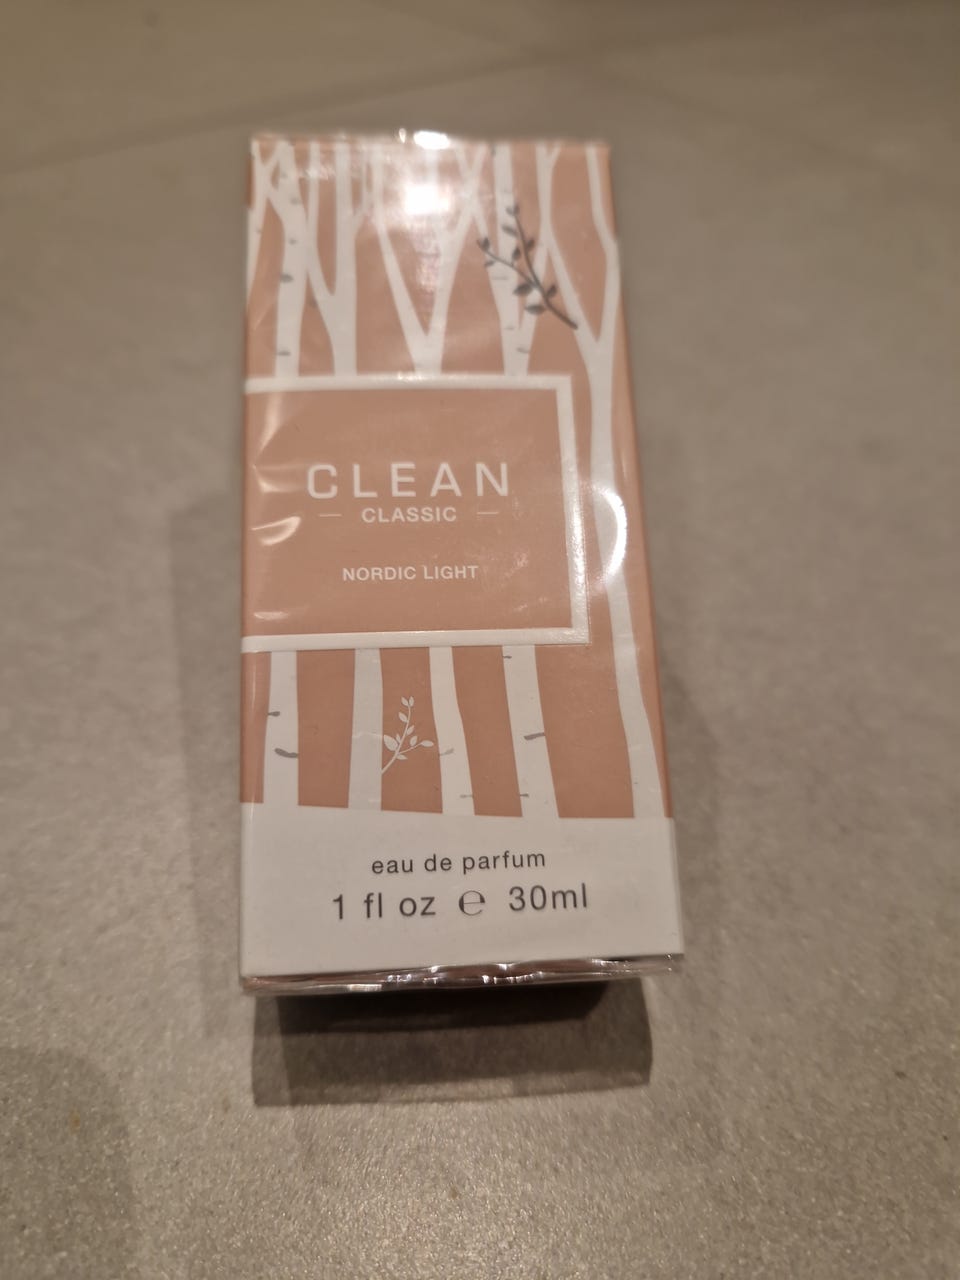 CLEAN
CLASSIC
NORDIC LIGHT
eau de parfum
1 fl oz ℮ 30ml